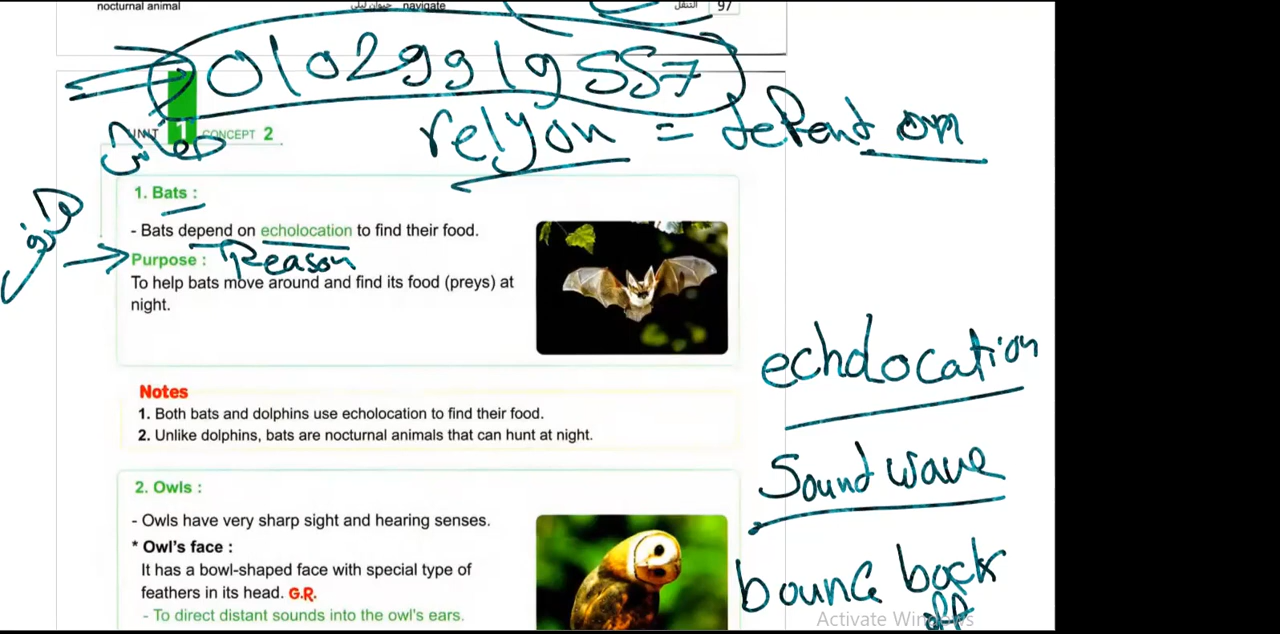 nocturnal animal حيوان ليلي navigate التنقل 97
01029919557
UNIT 1 CONCEPT 2
rely on = depent on
1. Bats :
- Bats depend on echolocation to find their food.
Purpose : Reason
To help bats move around and find its food (preys) at
night.
echolocation
Notes
1. Both bats and dolphins use echolocation to find their food.
2. Unlike dolphins, bats are nocturnal animals that can hunt at night.
Sound wave
2. Owls :
- Owls have very sharp sight and hearing senses.
* Owl's face :
It has a bowl-shaped face with special type of
feathers in its head. G.R.
- To direct distant sounds into the owl's ears.
bounce back
off
Activate Windows